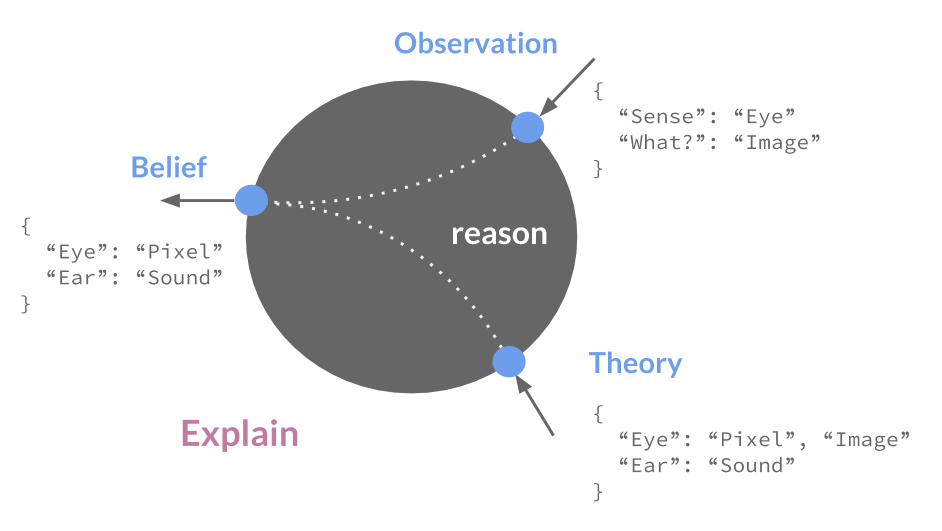 Observation
{
“Sense”: “Eye”
“What?”: “Image”
}
Belief
{
“Eye”: “Pixel”
“Ear”: “Sound”
}
reason
Theory
{
“Eye”: “Pixel”, “Image”
“Ear”: “Sound”
}
Explain